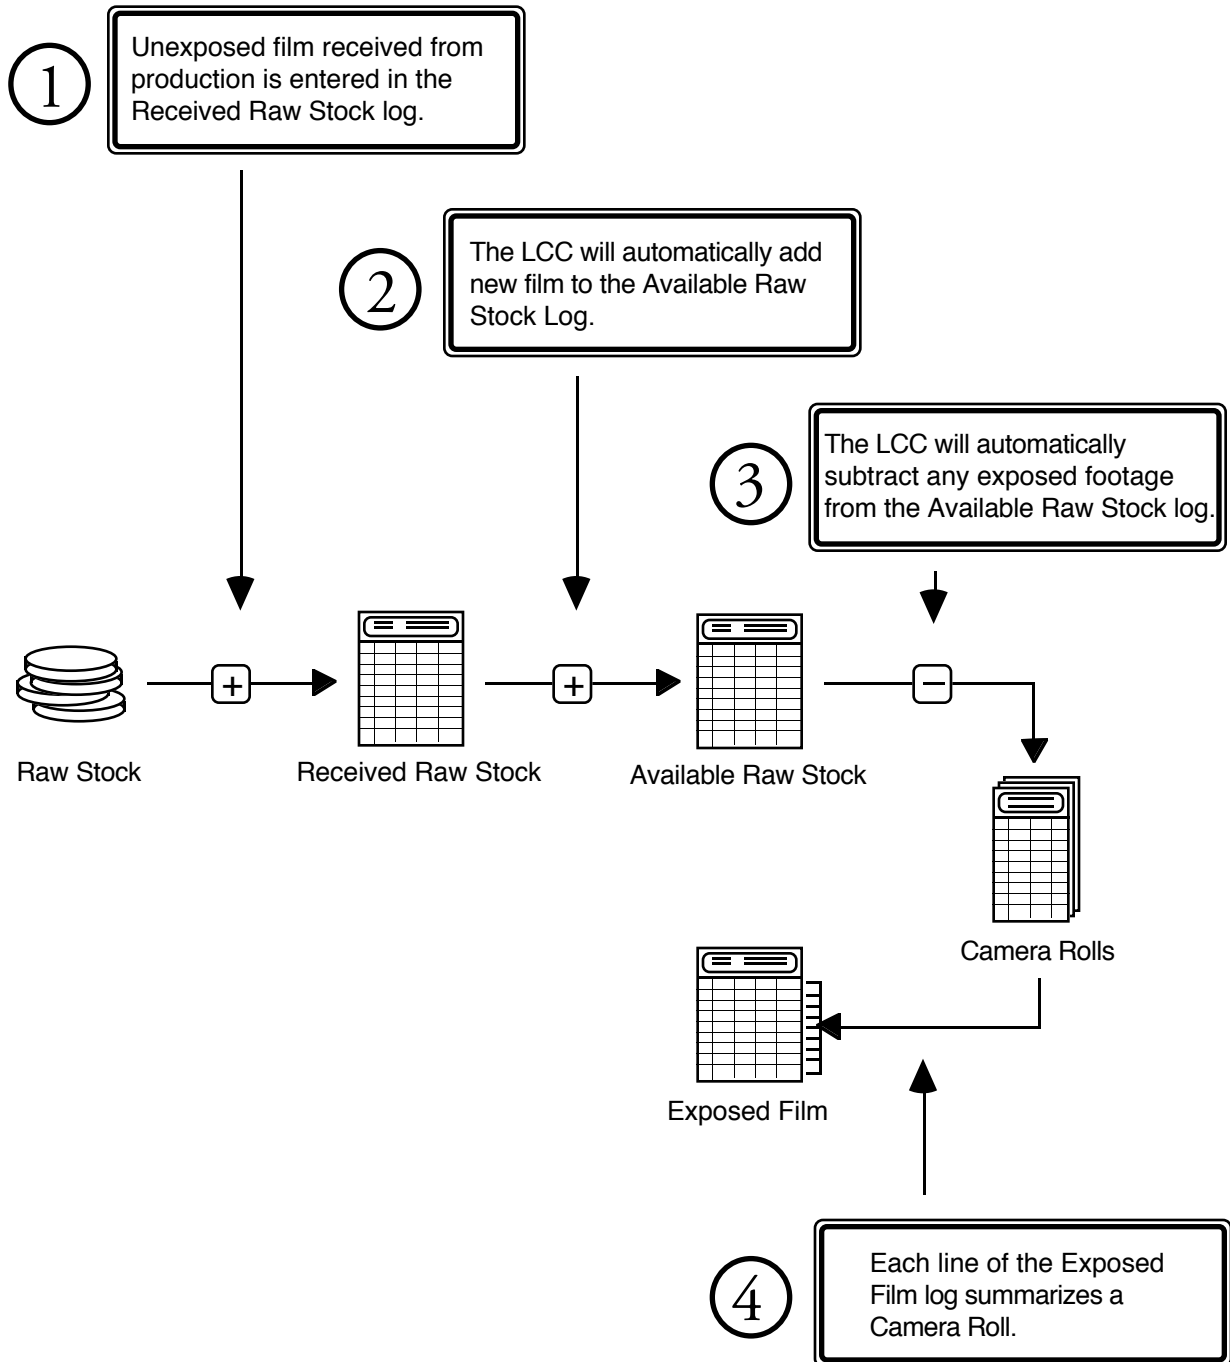 1
Unexposed film received from
production is entered in the
Received Raw Stock log.
2
The LCC will automatically add
new film to the Available Raw
Stock Log.
3
The LCC will automatically
subtract any exposed footage
from the Available Raw Stock log.
+
+
−
Raw Stock
Received Raw Stock
Available Raw Stock
Camera Rolls
Exposed Film
4
Each line of the Exposed
Film log summarizes a
Camera Roll.